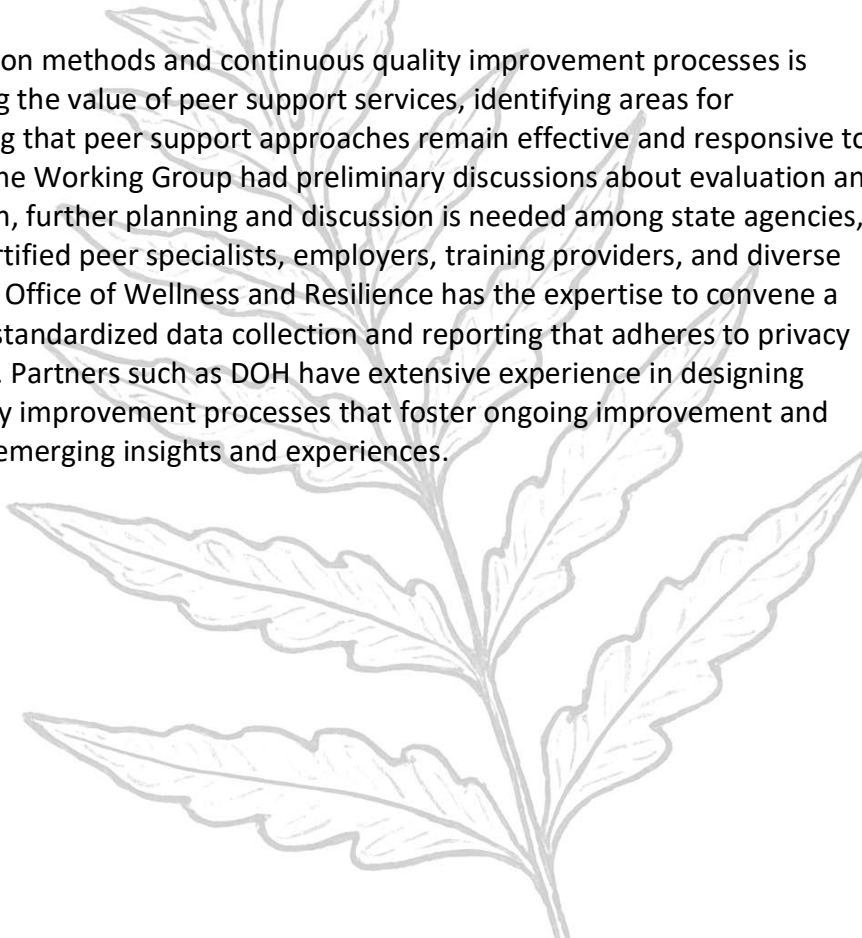 on methods and continuous quality improvement processes is
g the value of peer support services, identifying areas for
g that peer support approaches remain effective and responsive to
ne Working Group had preliminary discussions about evaluation an
n, further planning and discussion is needed among state agencies,
rtified peer specialists, employers, training providers, and diverse
Office of Wellness and Resilience has the expertise to convene a
standardized data collection and reporting that adheres to privacy
. Partners such as DOH have extensive experience in designing
y improvement processes that foster ongoing improvement and
emerging insights and experiences.